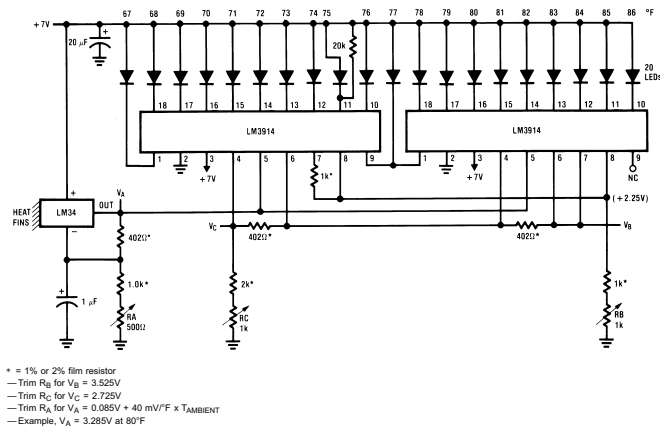 67 68 69 70 71 72 73 74 75 76 77 78 79 80 81 82 83 84 85 86 °F
+7V
20 µF
+
20k
20 LEDs
18 17 16 15 14 13 12 11 10 18 17 16 15 14 13 12 11 10
LM3914 LM3914
1 2 3 4 5 6 7 8 9 1 2 3 4 5 6 7 8 9
+7V 1k* +7V NC
+
VA
OUT
(+2.25V)
HEAT FINS
LM34
–
402Ω*
VC
402Ω*
402Ω*
VB
1.0k*
2k*
1k*
+
1 µF
RA 500Ω
RC 1k
RB 1k
* = 1% or 2% film resistor
—Trim RB for VB = 3.525V
—Trim RC for VC = 2.725V
—Trim RA for VA = 0.085V + 40 mV/°F x TAMBIENT
—Example, VA = 3.285V at 80°F